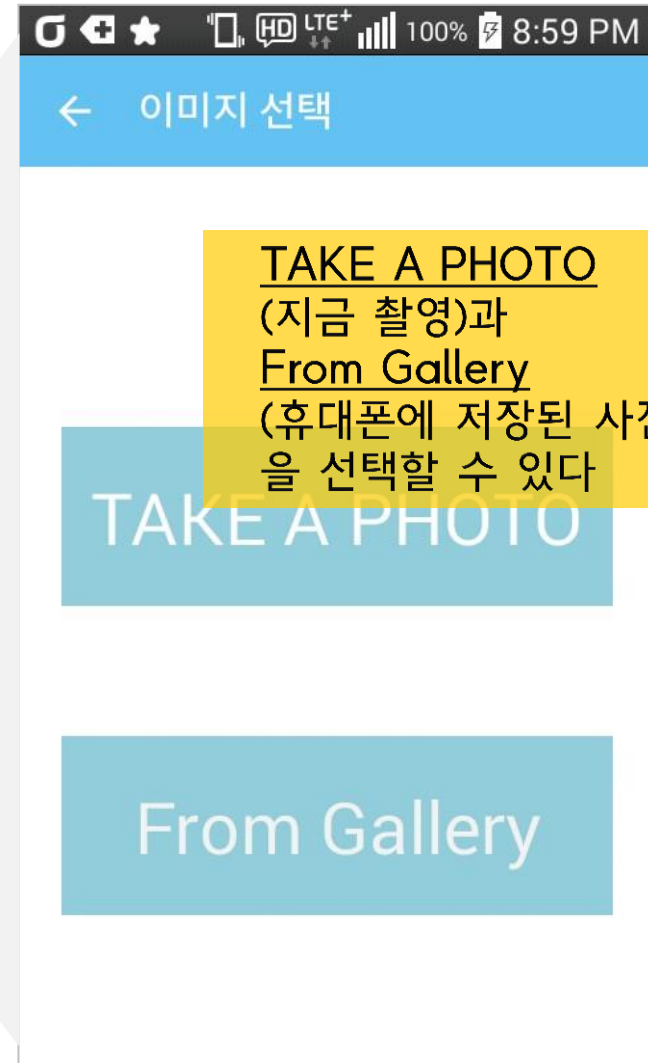 100% 8:59 PM
이미지 선택
TAKE A PHOTO
(지금 촬영)과
From Gallery
(휴대폰에 저장된
을 선택할 수 있다
TAKE A PHOTO
From Gallery